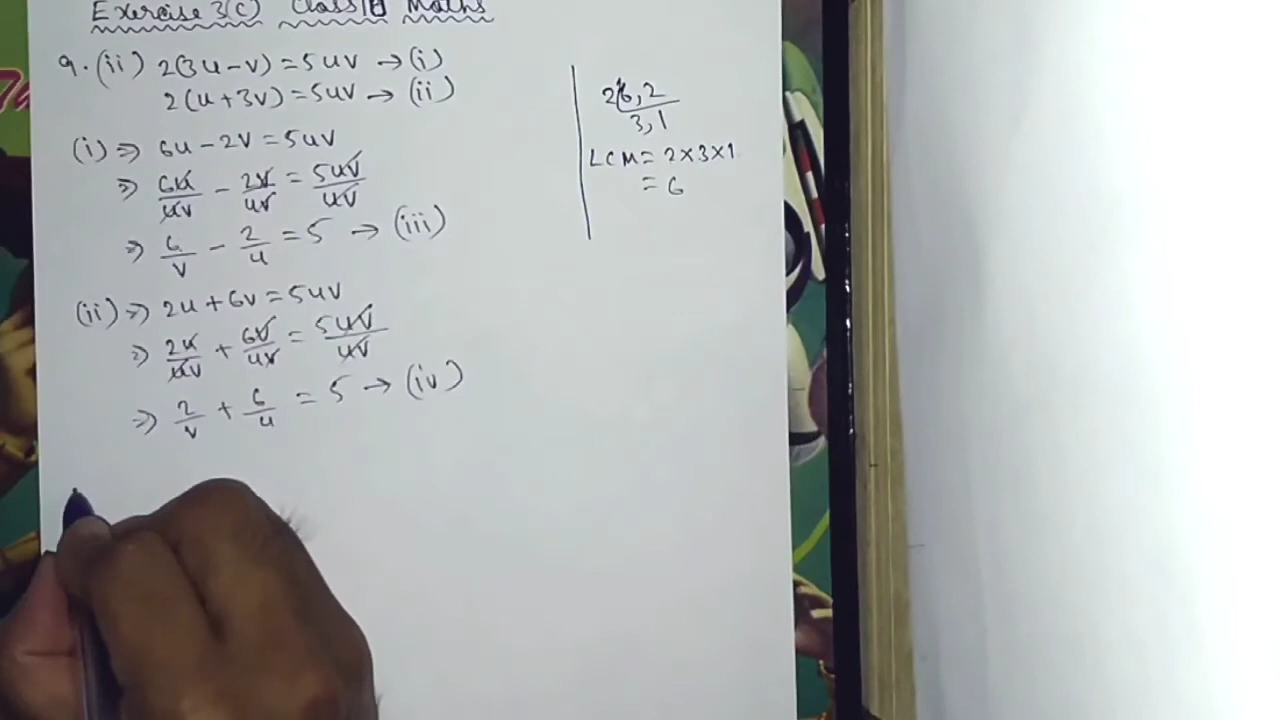 Exercise 3(C) Class 10 Maths
9. (ii) 2(3u-v) = 5uv → (i)
2(u+3v) = 5uv → (ii)
(i) ⇒ 6u - 2v = 5uv
⇒ 6u/uv - 2v/uv = 5uv/uv
⇒ 6/v - 2/u = 5 → (iii)
(ii) ⇒ 2u + 6v = 5uv
⇒ 2u/uv + 6v/uv = 5uv/uv
⇒ 2/v + 6/u = 5 → (iv)
2 6, 2
3, 1
LCM = 2×3×1
= 6